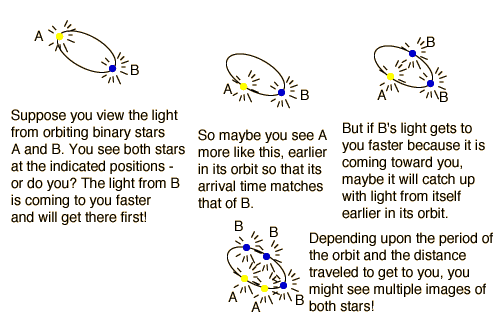 A
B
Suppose you view the light
from orbiting binary stars
A and B. You see both stars
at the indicated positions -
or do you? The light from B
is coming to you faster
and will get there first!
A
B
So maybe you see A
more like this, earlier
in its orbit so that its
arrival time matches
that of B.
B
A
B
But if B's light gets to
you faster because it is
coming toward you,
maybe it will catch up
with light from itself
earlier in its orbit.
B
B
A
A
B
Depending upon the period of
the orbit and the distance
traveled to get to you, you
might see multiple images of
both stars!